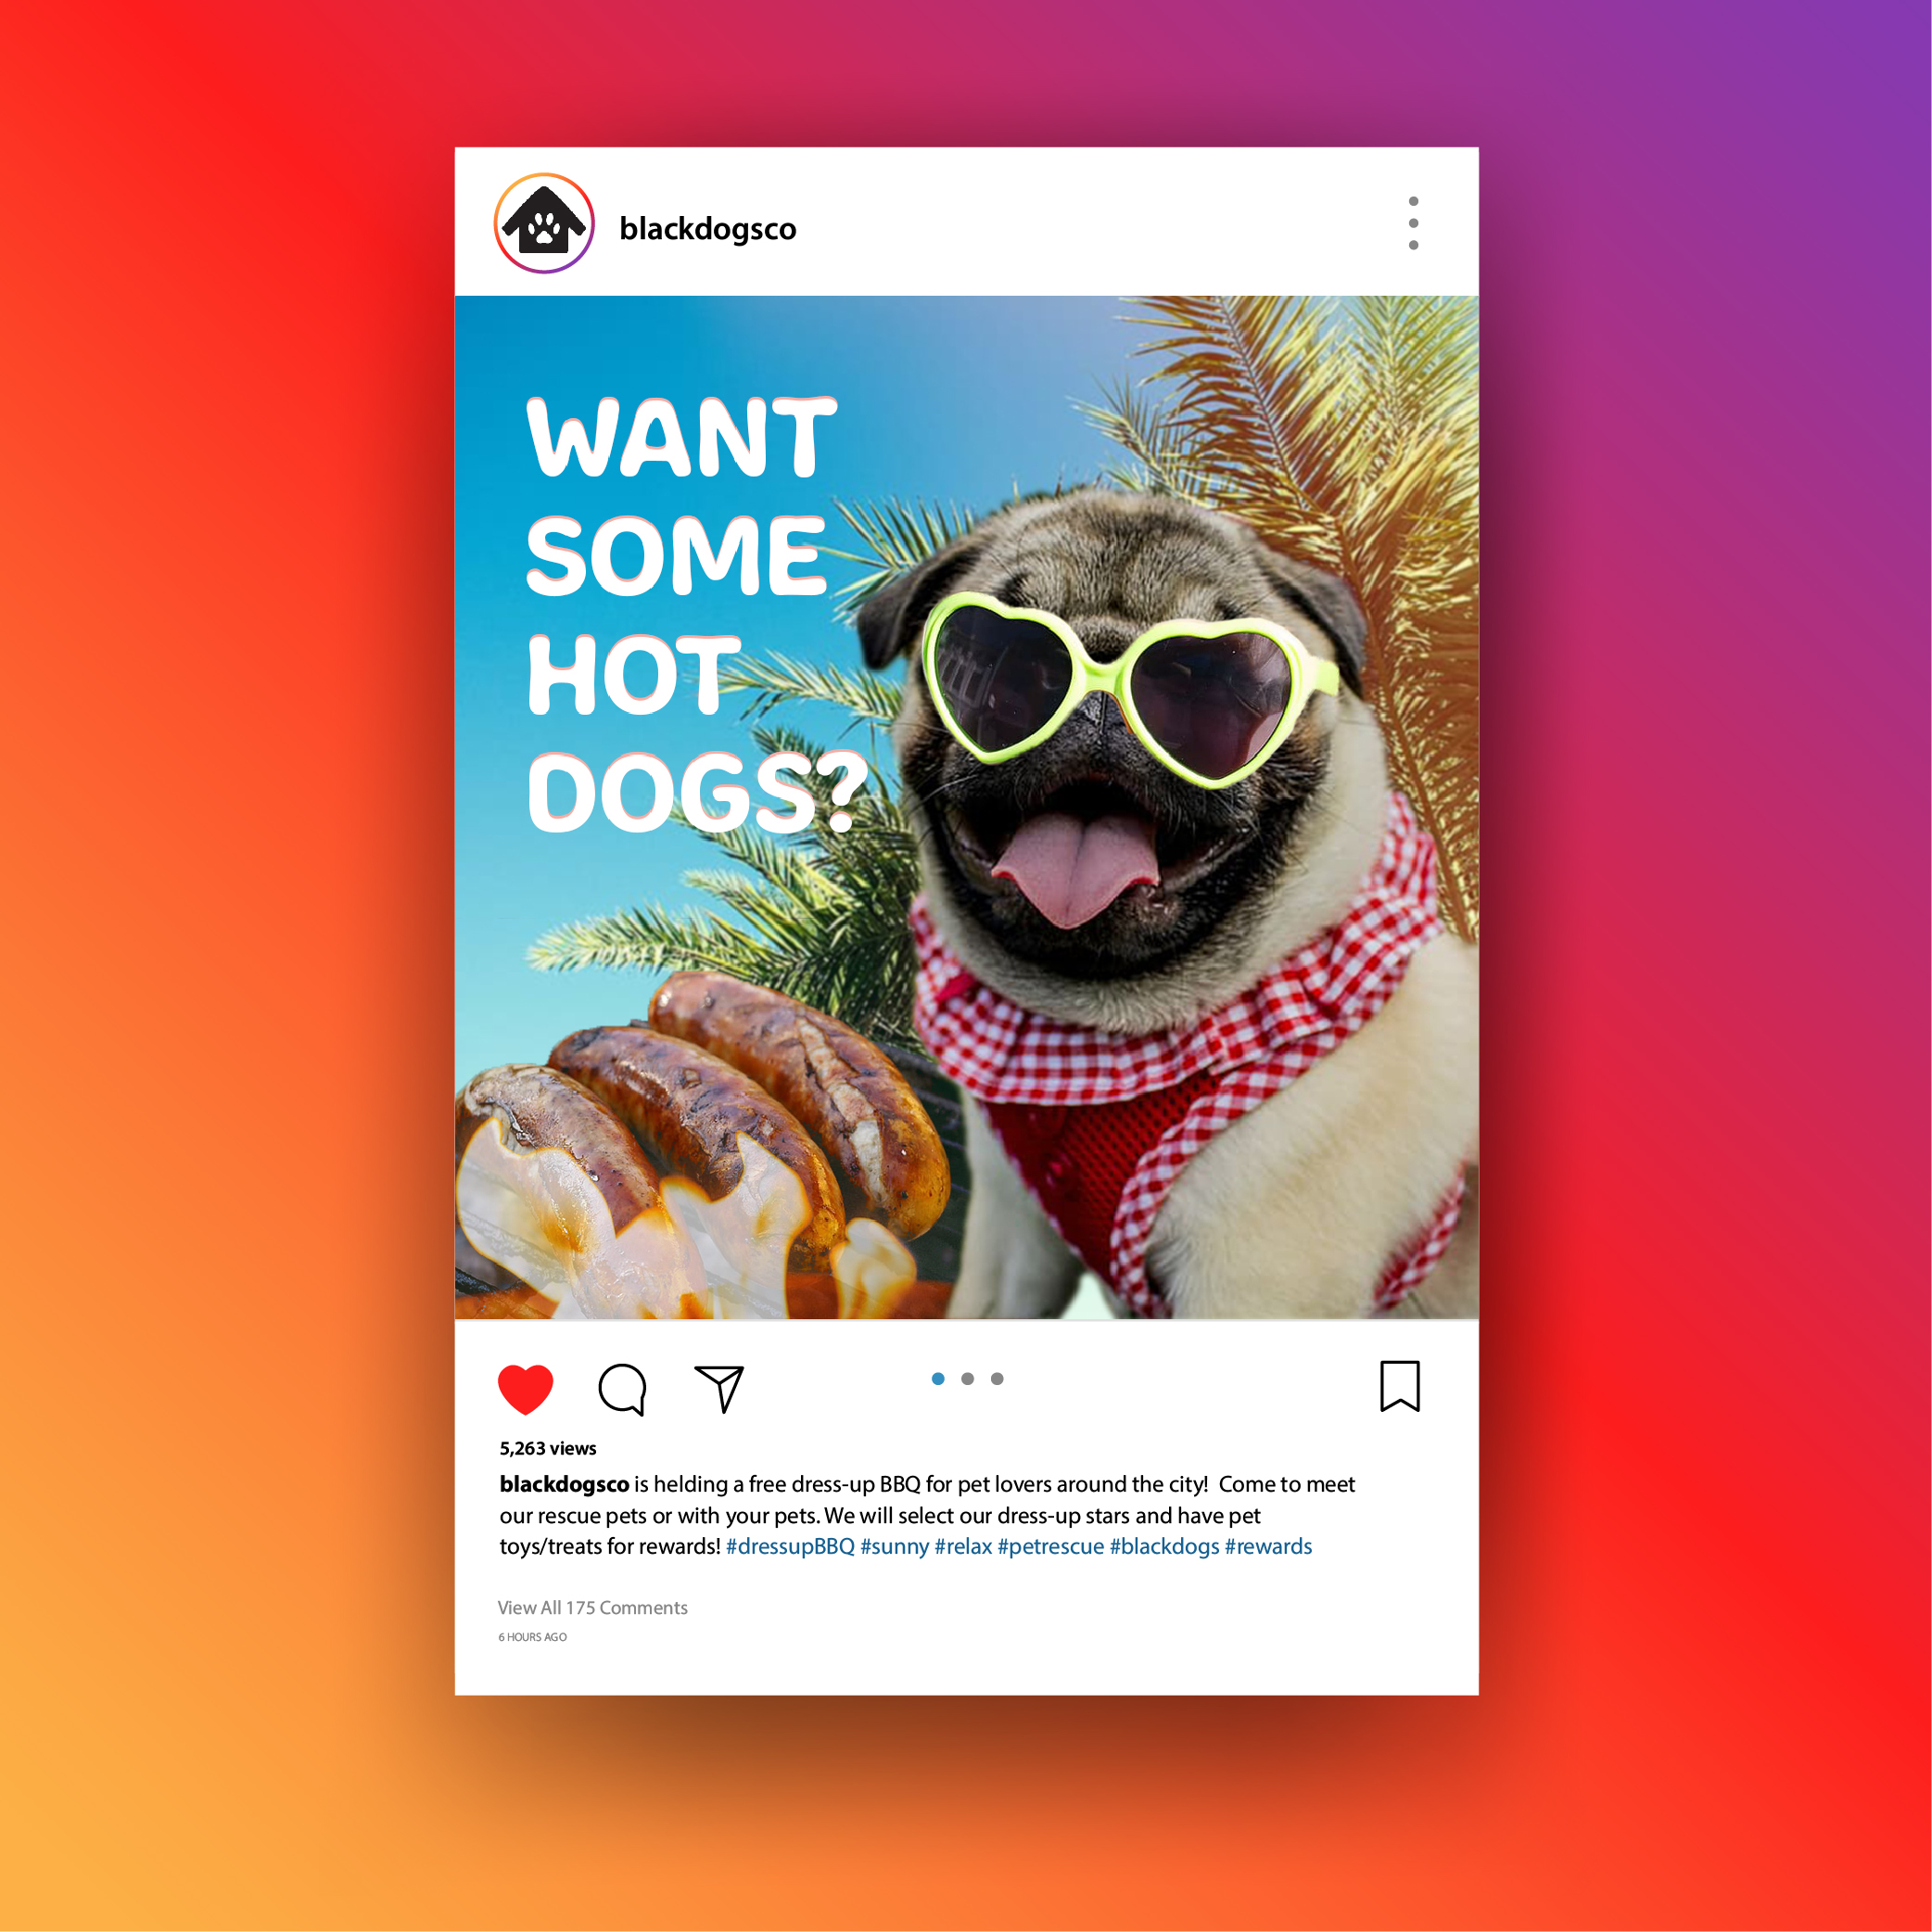 blackdogsco
WANT
SOME
HOT
DOGS?
5,263 views
blackdogsco is helding a free dress-up BBQ for pet lovers around the city!  Come to meet
our rescue pets or with your pets. We will select our dress-up stars and have pet
toys/treats for rewards! #dressupBBQ #sunny #relax #petrescue #blackdogs #rewards
View All 175 Comments
6 HOURS AGO